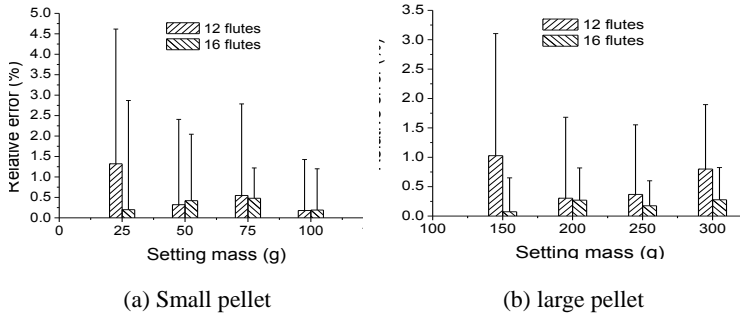 5.0
4.5
4.0
3.5
3.0
2.5
2.0
1.5
1.0
0.5
0.0
Relative error (%)
12 flutes
16 flutes
0 25 50 75 100
Setting mass (g)
(a) Small pellet
3.5
3.0
2.5
2.0
1.5
1.0
0.5
0.0
12 flutes
16 flutes
100 150 200 250 300
Setting mass (g)
(b) large pellet